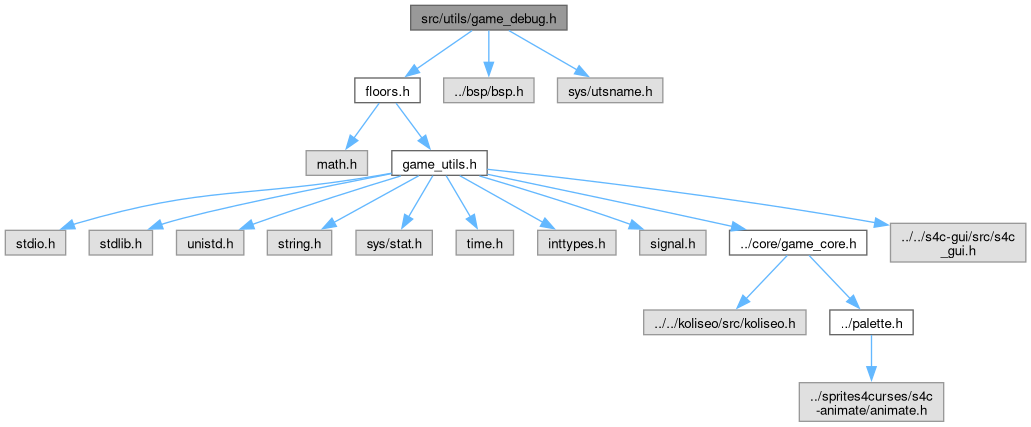 src/utils/game_debug.h
floors.h
../bsp/bsp.h
sys/utsname.h
math.h
game_utils.h
stdio.h
stdlib.h
unistd.h
string.h
sys/stat.h
time.h
inttypes.h
signal.h
../core/game_core.h
../../s4c-gui/src/s4c
_gui.h
../../koliseo/src/koliseo.h
../palette.h
../sprites4curses/s4c
-animate/animate.h